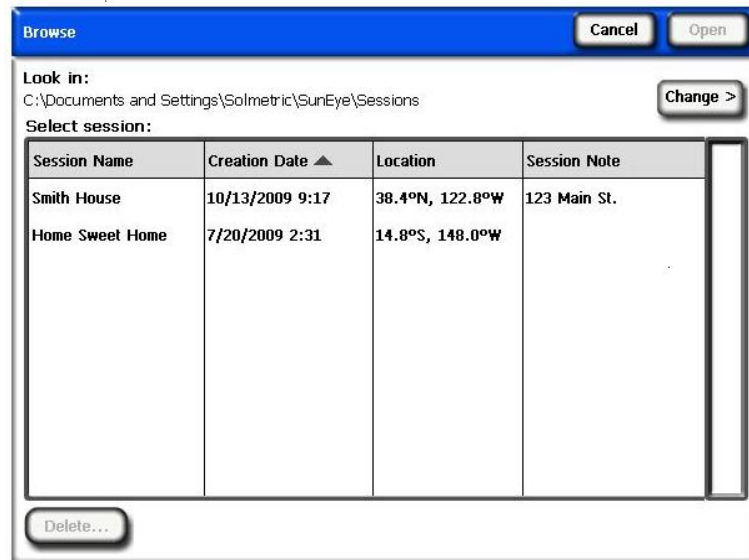 Browse
Cancel
Open
Look in:
C:\Documents and Settings\Solmetric\SunEye\Sessions
Change >
Select session:
Session Name Creation Date ▲ Location Session Note
Smith House 10/13/2009 9:17 38.4ºN, 122.8ºW 123 Main St.
Home Sweet Home 7/20/2009 2:31 14.8ºS, 148.0ºW
Delete...